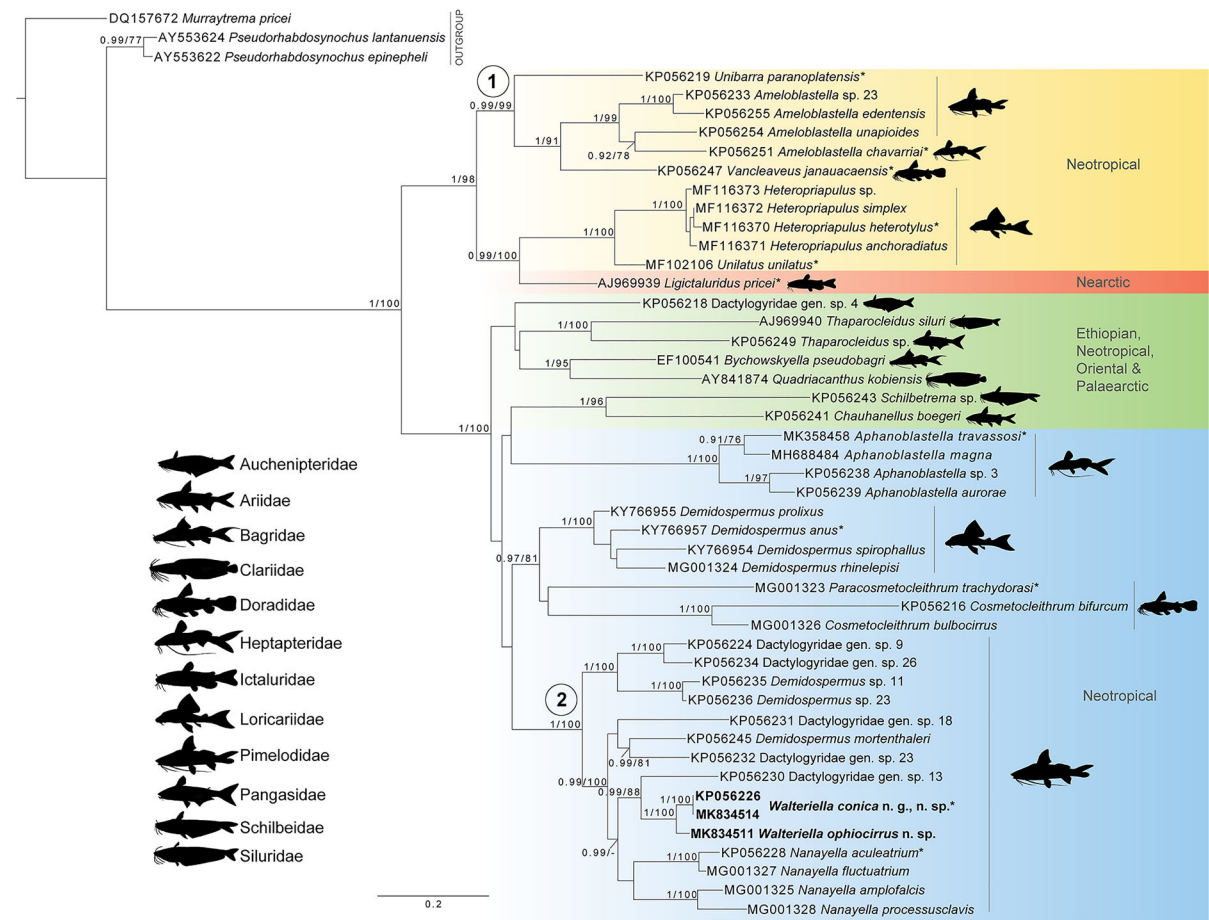 DQ157672 Murraytrema pricei
0.99/77
AY553624 Pseudorhabdosynochus lantanuensis
AY553622 Pseudorhabdosynochus epinepheli
OUTGROUP
1
KP056219 Unibarra paranoplatensis*
0.99/99
KP056233 Ameloblastella sp. 23
1/100
KP056255 Ameloblastella edentensis
1/99
KP056254 Ameloblastella unapioides
1/91
KP056251 Ameloblastella chavarriai*
0.92/78
KP056247 Vancleaveus janauacaensis*
Neotropical
1/98
MF116373 Heteropriapulus sp.
1/100
MF116372 Heteropriapulus simplex
MF116370 Heteropriapulus heterotylus*
1/100
MF116371 Heteropriapulus anchoradiatus
0.99/100
MF102106 Unilatus unilatus*
AJ969939 Ligictaluridus pricei*
Nearctic
1/100
KP056218 Dactylogyridae gen. sp. 4
AJ969940 Thaparocleidus siluri
1/100
KP056249 Thaparocleidus sp.
EF100541 Bychowskyella pseudobagri
1/95
AY841874 Quadriacanthus kobiensis
Ethiopian,
Neotropical,
Oriental &
Palaearctic
KP056243 Schilbetrema sp.
1/96
KP056241 Chauhanellus boegeri
1/100
MK358458 Aphanoblastella travassosi*
0.91/76
MH688484 Aphanoblastella magna
1/100
KP056238 Aphanoblastella sp. 3
1/97
KP056239 Aphanoblastella aurorae
KY766955 Demidospermus prolixus
1/100
KY766957 Demidospermus anus*
KY766954 Demidospermus spirophallus
0.97/81
MG001324 Demidospermus rhinelepisi
MG001323 Paracosmetocleithrum trachydorasi*
KP056216 Cosmetocleithrum bifurcum
1/100
MG001326 Cosmetocleithrum bulbocirrus
KP056224 Dactylogyridae gen. sp. 9
1/100
KP056234 Dactylogyridae gen. sp. 26
1/100
KP056235 Demidospermus sp. 11
1/100
KP056236 Demidospermus sp. 23
2
1/100
KP056231 Dactylogyridae gen. sp. 18
KP056245 Demidospermus mortenthaleri
KP056232 Dactylogyridae gen. sp. 23
0.99/81
KP056230 Dactylogyridae gen. sp. 13
0.99/100
0.99/88
KP056226
1/100
Walteriella conica n. g., n. sp.*
MK834514
1/100
MK834511 Walteriella ophiocirrus n. sp.
0.99/-
KP056228 Nanayella aculeatrium*
1/100
MG001327 Nanayella fluctuatrium
MG001325 Nanayella amplofalcis
1/100
MG001328 Nanayella processusclavis
Neotropical
Auchenipteridae
Ariidae
Bagridae
Clariidae
Doradidae
Heptapteridae
Ictaluridae
Loricariidae
Pimelodidae
Pangasidae
Schilbeidae
Siluridae
0.2